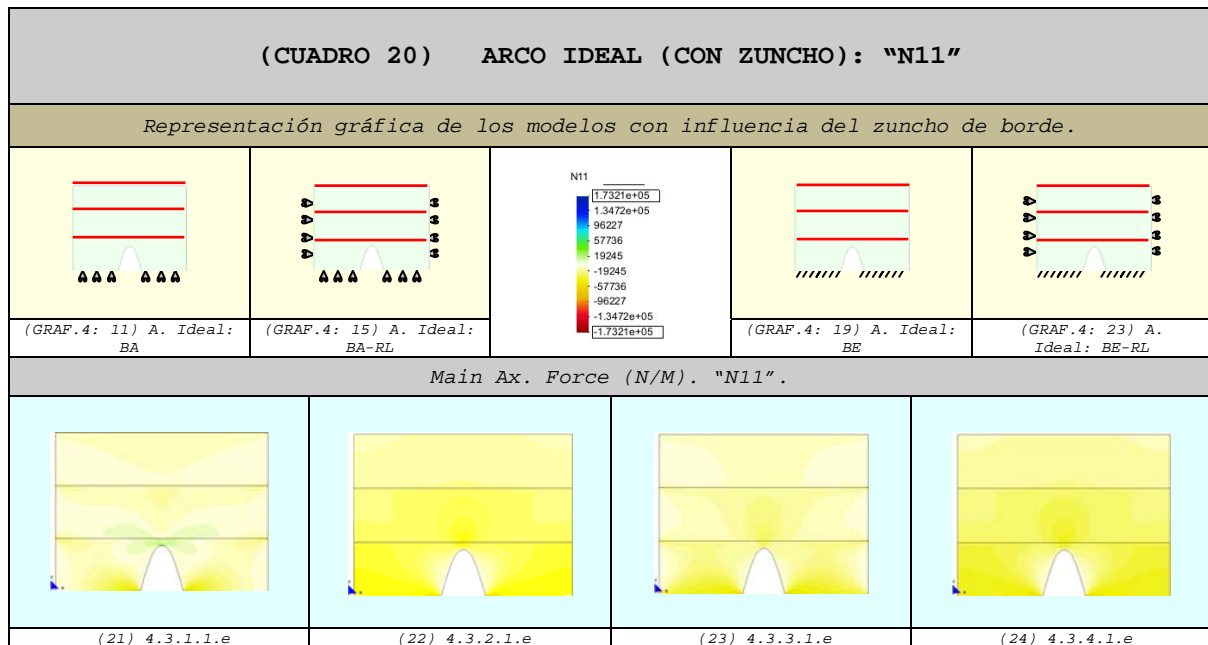 (CUADRO 20) ARCO IDEAL (CON ZUNCHO): “N11”
Representación gráfica de los modelos con influencia del zuncho de borde.
N11
1.7321e+05
1.3472e+05
96227
57736
19245
-19245
-57736
-96227
-1.3472e+05
-1.7321e+05
(GRAF.4: 11) A. Ideal:
BA
(GRAF.4: 15) A. Ideal:
BA-RL
(GRAF.4: 19) A. Ideal:
BE
(GRAF.4: 23) A.
Ideal: BE-RL
Main Ax. Force (N/M). “N11”.
(21) 4.3.1.1.e
(22) 4.3.2.1.e
(23) 4.3.3.1.e
(24) 4.3.4.1.e